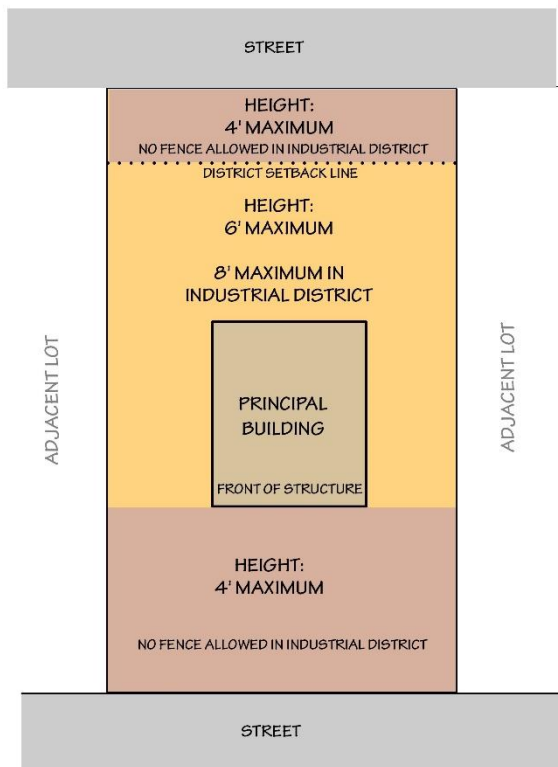 STREET
HEIGHT:
4' MAXIMUM
NO FENCE ALLOWED IN INDUSTRIAL DISTRICT
DISTRICT SETBACK LINE
HEIGHT:
6' MAXIMUM
8' MAXIMUM IN
INDUSTRIAL DISTRICT
ADJACENT LOT
PRINCIPAL
BUILDING
FRONT OF STRUCTURE
ADJACENT LOT
HEIGHT:
4' MAXIMUM
NO FENCE ALLOWED IN INDUSTRIAL DISTRICT
STREET